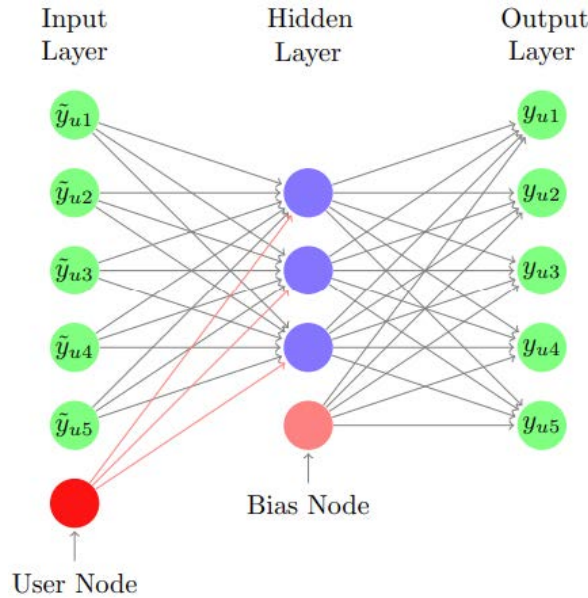 Input Layer
Hidden Layer
Output Layer
ỹu1
ỹu2
ỹu3
ỹu4
ỹu5
yu1
yu2
yu3
yu4
yu5
Bias Node
User Node